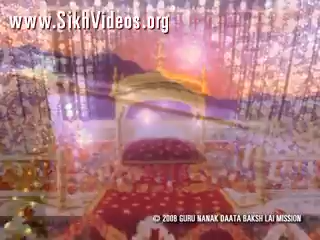 www.SikhVideos.org
© 2008 GURU NANAK DAATA BAKSH LAI MISSION